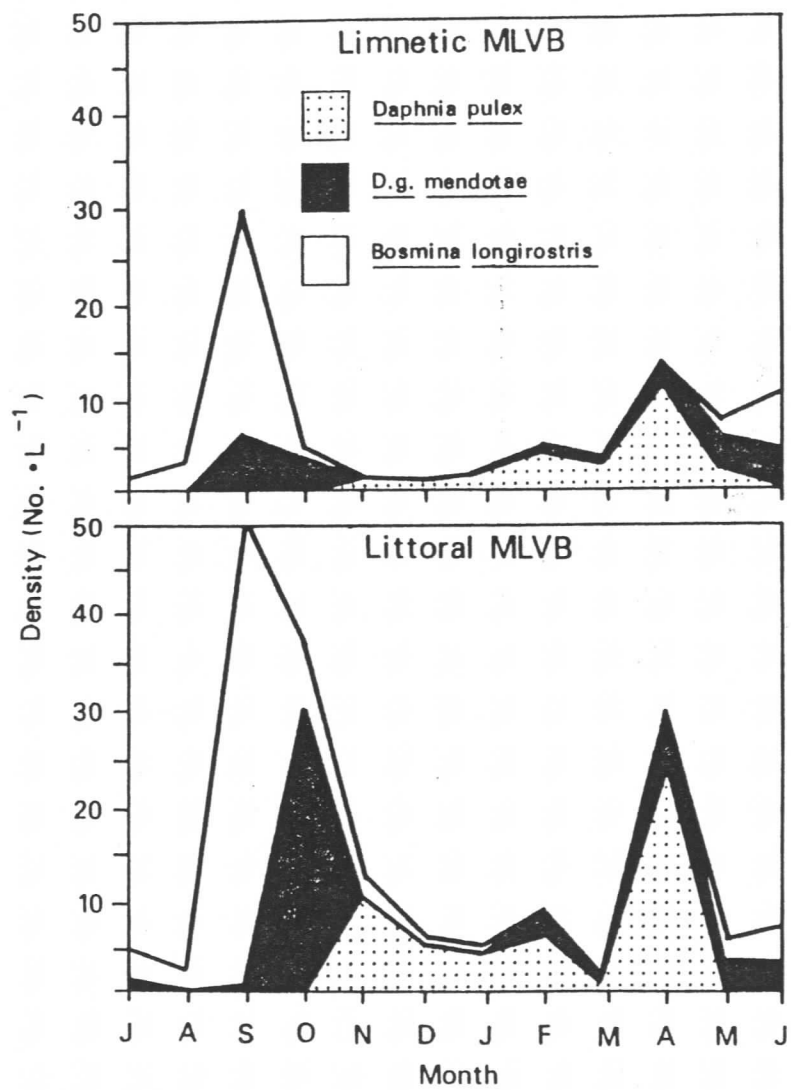 Limnetic MLVB
Daphnia pulex
D.g. mendotae
Bosmina longirostris
50
40
30
20
10
Density (No. • L⁻¹)
Littoral MLVB
50
40
30
20
10
J A S O N D J F M A M J
Month